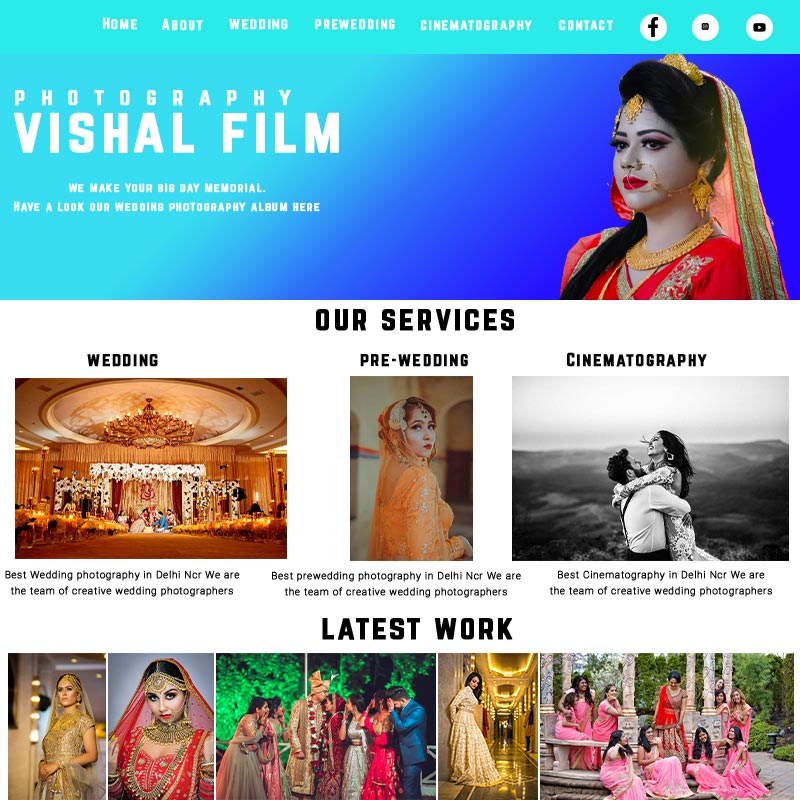 Home About Wedding Prewedding Cinematography Contact
PHOTOGRAPHY
VISHAL FILM
We make your big day memorial.
Have a look our wedding photography album here
OUR SERVICES
WEDDING PRE-WEDDING Cinematography
Best Wedding photography in Delhi Ncr We are
the team of creative wedding photographers
Best prewedding photography in Delhi Ncr We are
the team of creative wedding photographers
Best Cinematography in Delhi Ncr We are
the team of creative wedding photographers
LATEST WORK